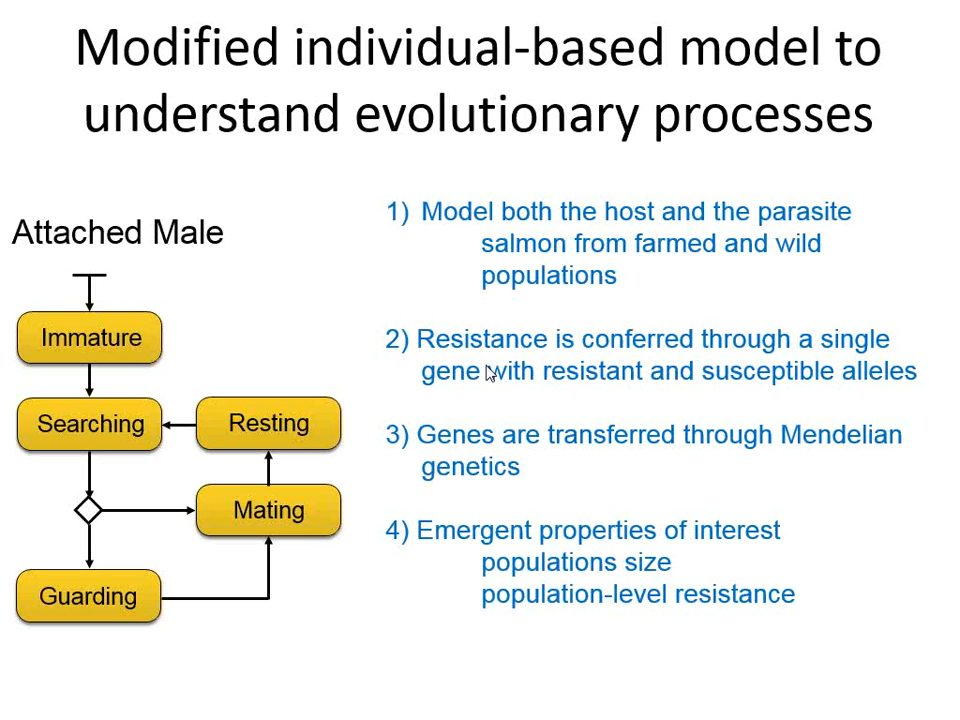 Modified individual-based model to
understand evolutionary processes
Attached Male
Immature
Searching
Resting
Mating
Guarding
1) Model both the host and the parasite
salmon from farmed and wild
populations
2) Resistance is conferred through a single
gene with resistant and susceptible alleles
3) Genes are transferred through Mendelian
genetics
4) Emergent properties of interest
populations size
population-level resistance